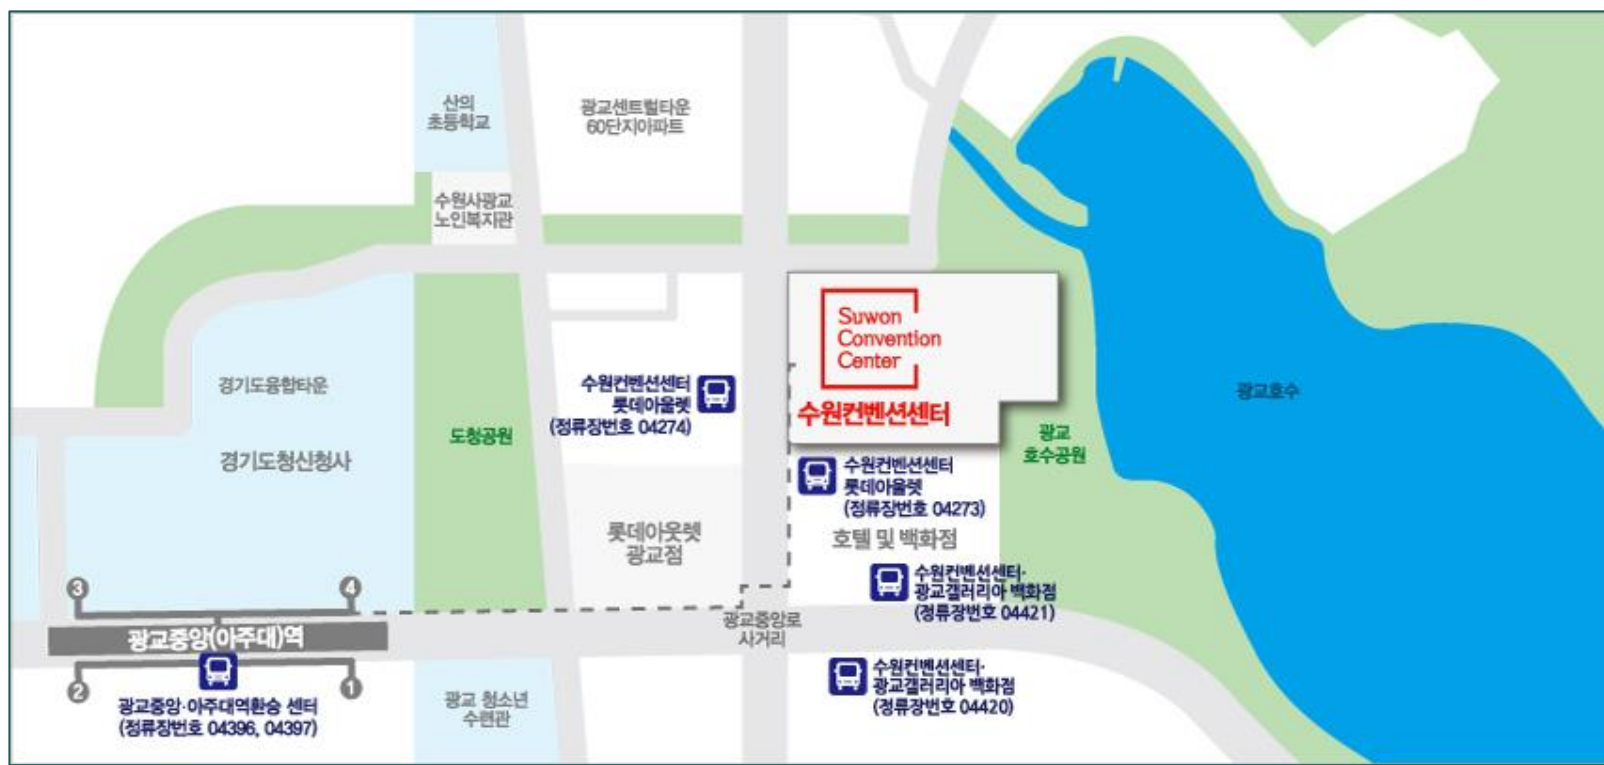 산의
초등학교
광교센트럴타운
60단지아파트
수원시광교
노인복지관
Suwon
Convention
Center
수원컨벤션센터
경기도융합타운
경기도청신청사
도청공원
수원컨벤션센터
롯데아울렛
(정류장번호 04274)
광교
호수공원
광교호수
수원컨벤션센터
롯데아울렛
(정류장번호 04273)
롯데아웃렛
광교점
호텔 및 백화점
수원컨벤션센터·
광교갤러리아 백화점
(정류장번호 04421)
3
4
광교중앙(아주대)역
광교중앙로
사거리
2
1
수원컨벤션센터·
광교갤러리아 백화점
(정류장번호 04420)
광교중앙·아주대역환승 센터
(정류장번호 04396, 04397)
광교 청소년
수련관